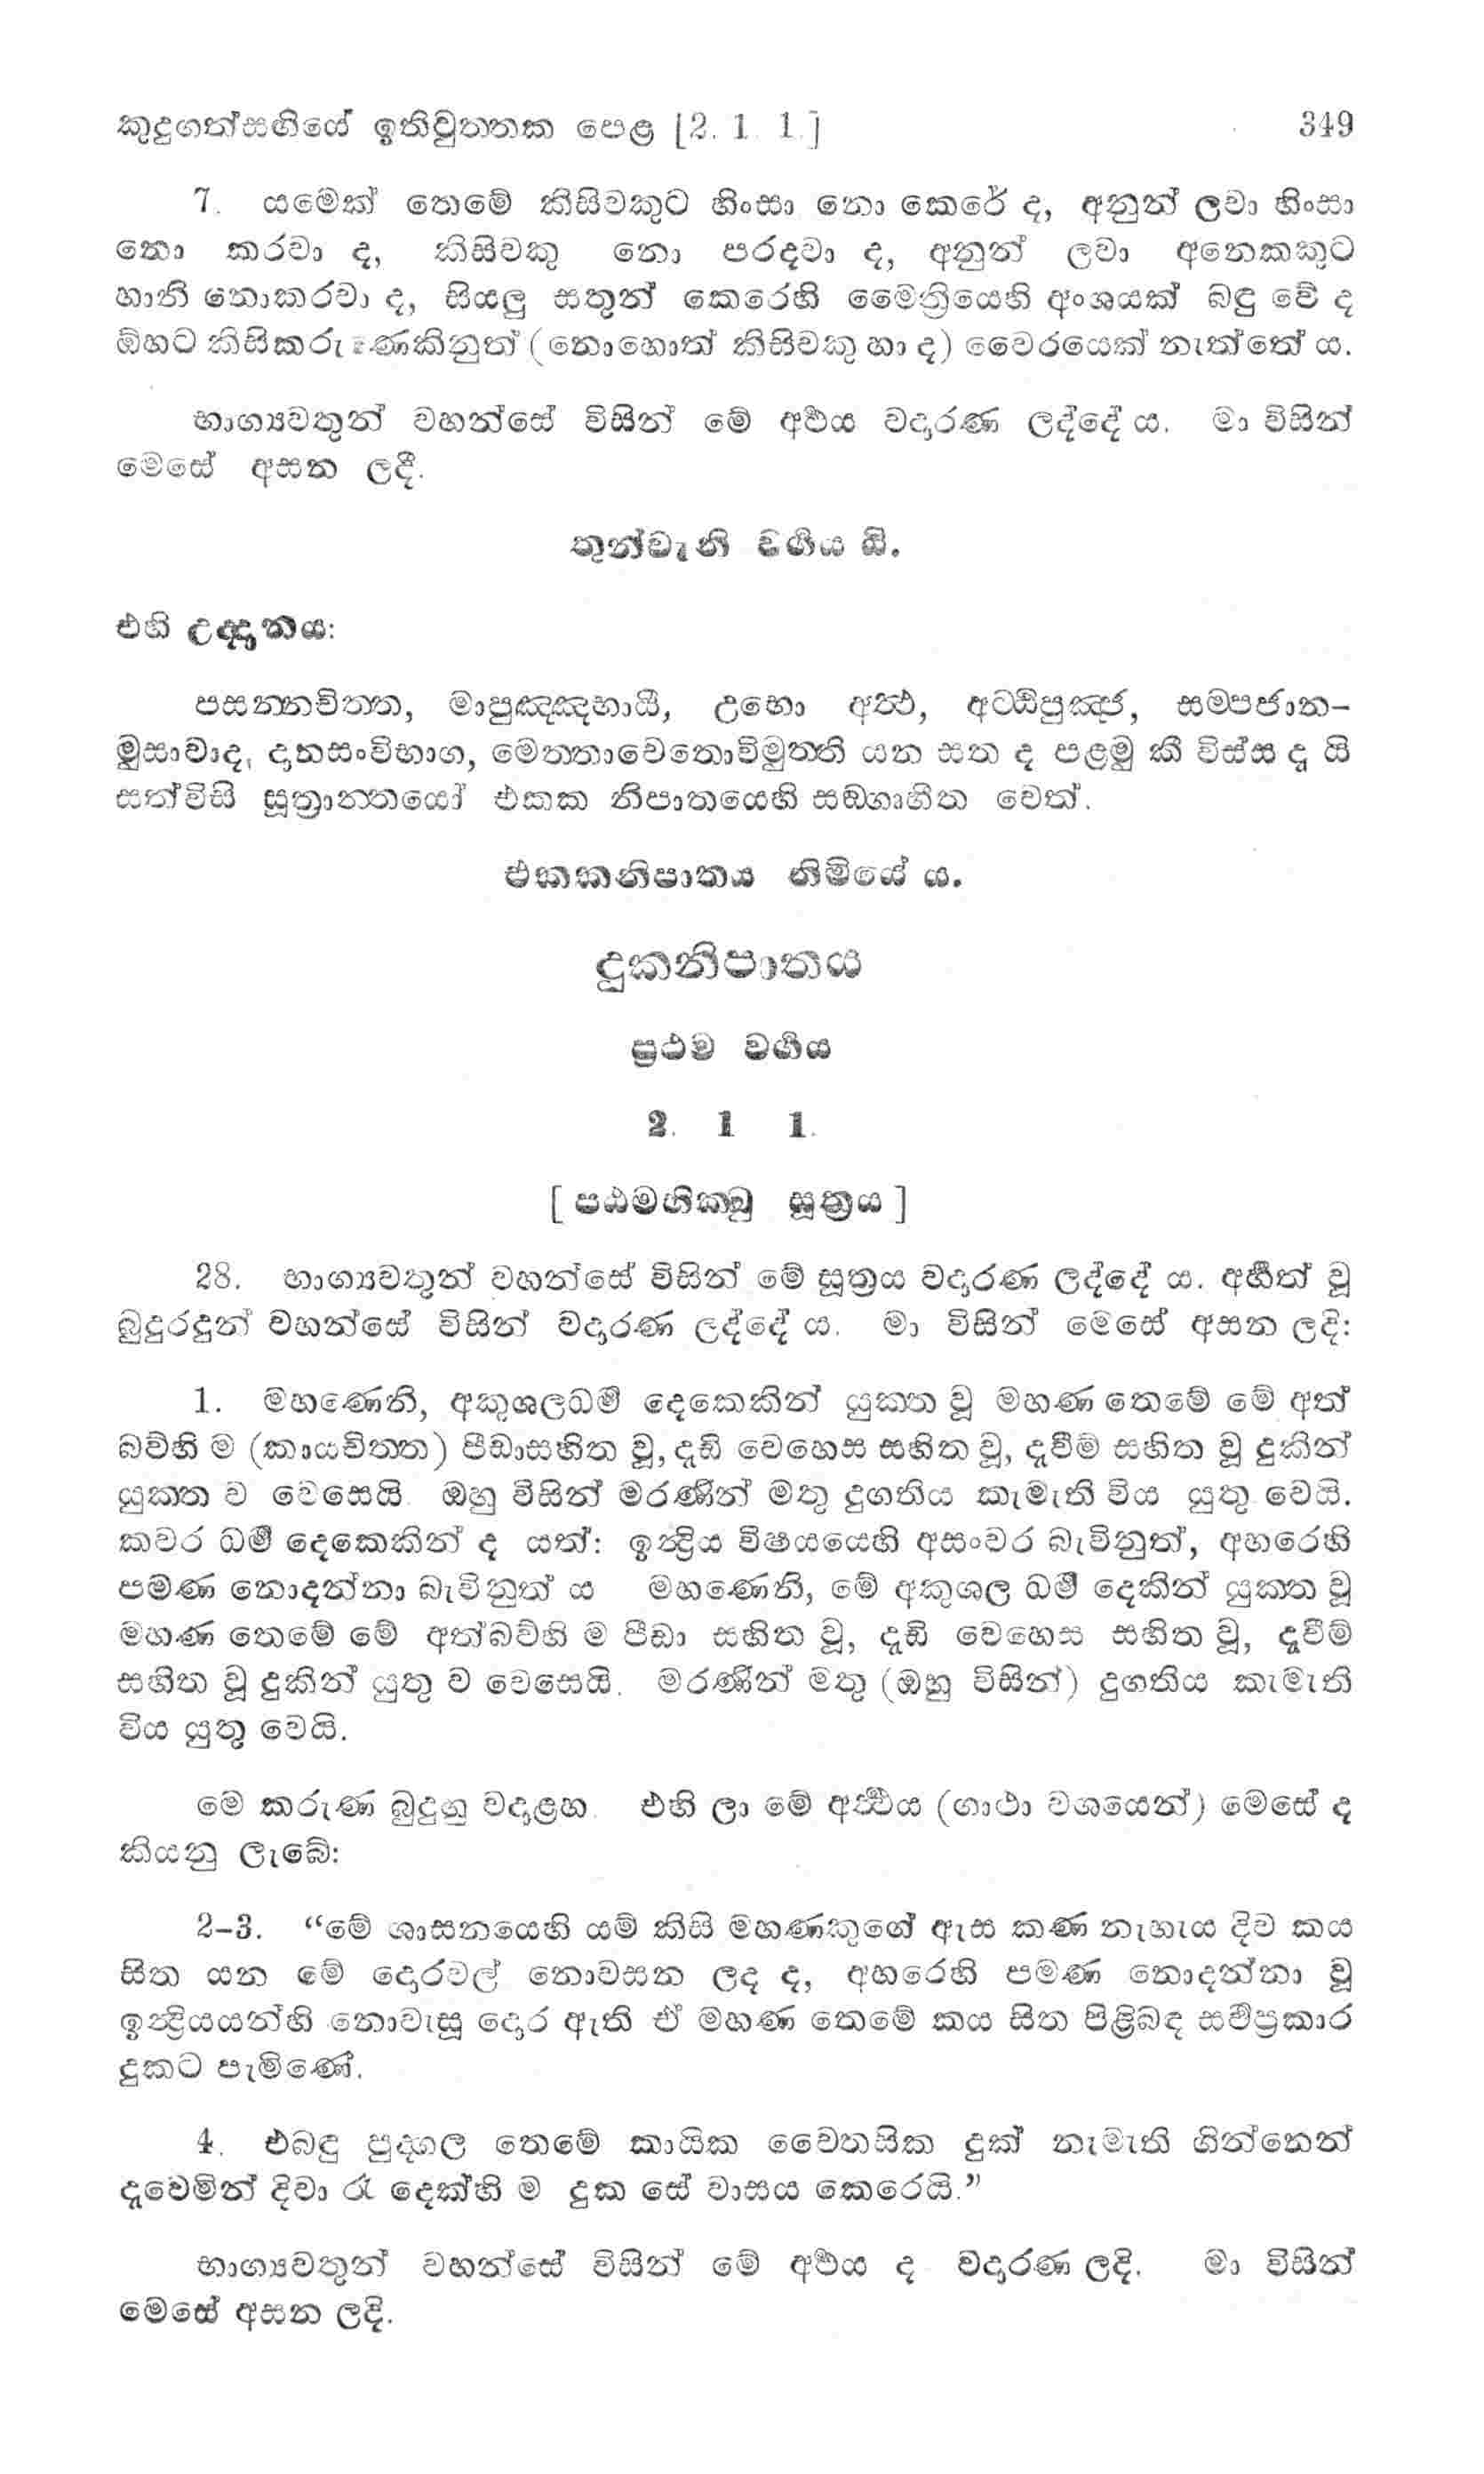 කුදුගත්සඟියේ ඉතිවුත්තක පෙළ [2. 1. 1.] 349
7. යමෙක් තෙමේ කිසිවකුට හිංසා නො කෙරේ ද, අනුන් ලවා හිංසා
නො කරවා ද, කිසිවකු නො පරදවා ද, අනුන් ලවා අනෙකකුට
හානි නොකරවා ද, සියලු සතුන් කෙරෙහි මෛත්‍රියෙහි අංශයක් බඳු වේ ද
ඕහට කිසිකරුණෙකිනුත් (නොහොත් කිසිවකු හා ද) වෛරයෙක් නැත්තේ ය.
භාග්‍යවතුන් වහන්සේ විසින් මේ අර්‍ථය වදාරණ ලද්දේ ය. මා විසින්
මෙසේ අසන ලදී.
තුන්වැනි වර්‍ගය යි.
එහි උද්දානය:
පසන්නචිත්ත, මාපුඤ්ඤභායී, උභො අත්ථ, අට්ඨිපුඤ්ජ, සම්පජාන-
මුසාවාද, දානසංවිභාග, මෙත්තාචෙතොවිමුත්ති යන සත ද පළමු කී විස්ස ද යි
සත්විසි සූත්‍රාන්තයෝ එකක නිපාතයෙහි සඞ්ගෘහිත වෙත්.
එකකනිපාතය නිමියේ ය.
දුකනිපාතය
ප්‍රථම වර්‍ගය
2. 1 1.
[ පඨමභික්ඛු සූත්‍රය ]
28. භාග්‍යවතුන් වහන්සේ විසින් මේ සූත්‍රය වදාරණ ලද්දේ ය. අර්‍හත් වූ
බුදුරදුන් වහන්සේ විසින් වදාරණ ලද්දේ ය. මා විසින් මෙසේ අසන ලදි:
1. මහණෙනි, අකුශලධර්‍ම දෙකෙකින් යුක්ත වූ මහණ තෙමේ මේ අත්
බව්හි ම (කායචිත්ත) පීඩාසහිත වූ, දැඩි වෙහෙස සහිත වූ, දැවීම් සහිත වූ දුකින්
යුක්ත ව වෙසෙයි. ඔහු විසින් මරණින් මතු දුගතිය කැමැති විය යුතු වෙයි.
කවර ධර්‍ම දෙකෙකින් ද යත්: ඉන්ද්‍රිය විෂයයෙහි අසංවර බැවිනුත්, අහරෙහි
පමණ නොදන්නා බැවිනුත් ය මහණෙනි, මේ අකුශල ධර්‍ම දෙකින් යුක්ත වූ
මහණ තෙමේ මේ අත්බව්හි ම පීඩා සහිත වූ, දැඩි වෙහෙස සහිත වූ, දැවීම්
සහිත වූ දුකින් යුතු ව වෙසෙයි. මරණින් මතු (ඔහු විසින්) දුගතිය කැමැති
විය යුතු වෙයි.
මෙ කරුණ බුදුහු වදාළහ. එහි ලා මේ අර්‍ත්ථය (ගාථා වශයෙන්) මෙසේ ද
කියනු ලැබේ:
2–3. “මේ ශාසනයෙහි යම් කිසි මහණකුගේ ඇස කණ නැහැය දිව කය
සිත යන මේ දොරවල් නොවසන ලද ද, අහරෙහි පමණ නොදන්නා වූ
ඉන්ද්‍රියයන්හි නොවැසූ දොර ඇති ඒ මහණ තෙමේ කය සිත පිළිබඳ සර්‍වප්‍රකාර
දුකට පැමිණේ.
4. එබඳු පුද්ගල තෙමේ කායික චෛතසික දුක් නැමැති ගින්නෙන්
දැවෙමින් දිවා රෑ දෙක්හි ම දුක සේ වාසය කෙරෙයි.”
භාග්‍යවතුන් වහන්සේ විසින් මේ අර්‍ථය ද වදාරණ ලදි. මා විසින්
මෙසේ අසන ලදි.